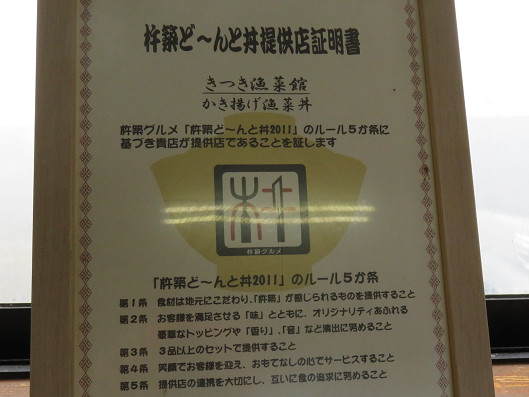 杵築ど～んと丼提供店証明書
きつき漁菜館
かき揚げ漁菜丼
杵築グルメ「杵築ど～んと丼2011」のルール5か条に
基づき貴店が提供店であることを証します
杵築グルメ
「杵築ど～んと丼2011」のルール5か条
第1条 食材は地元にこだわり、「杵築」が感じられるものを提供すること
第2条 お客様を満足させる「味」とともに、オリジナリティあふれる
豪華なトッピングや「香り」、「音」など演出に努めること
第3条 3品以上のセットで提供すること
第4条 笑顔でお客様を迎え、おもてなしの心でサービスすること
第5条 提供店の連携を大切にし、互いに食の追求に努めること